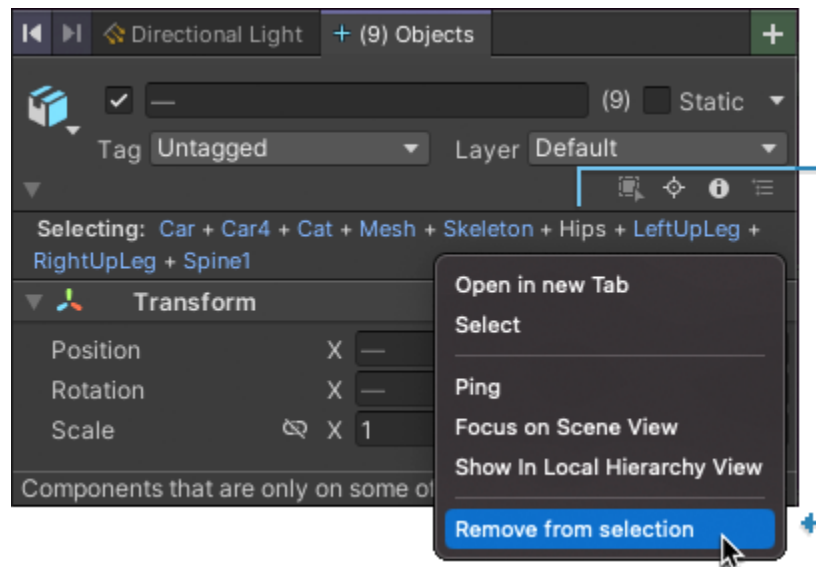 Directional Light + (9) Objects +
— (9) Static
Tag Untagged Layer Default
Selecting: Car + Car4 + Cat + Mesh + Skeleton + Hips + LeftUpLeg +
RightUpLeg + Spine1
Transform
Position X —
Rotation X —
Scale X 1
Components that are only on some of
Open in new Tab
Select
Ping
Focus on Scene View
Show In Local Hierarchy View
Remove from selection